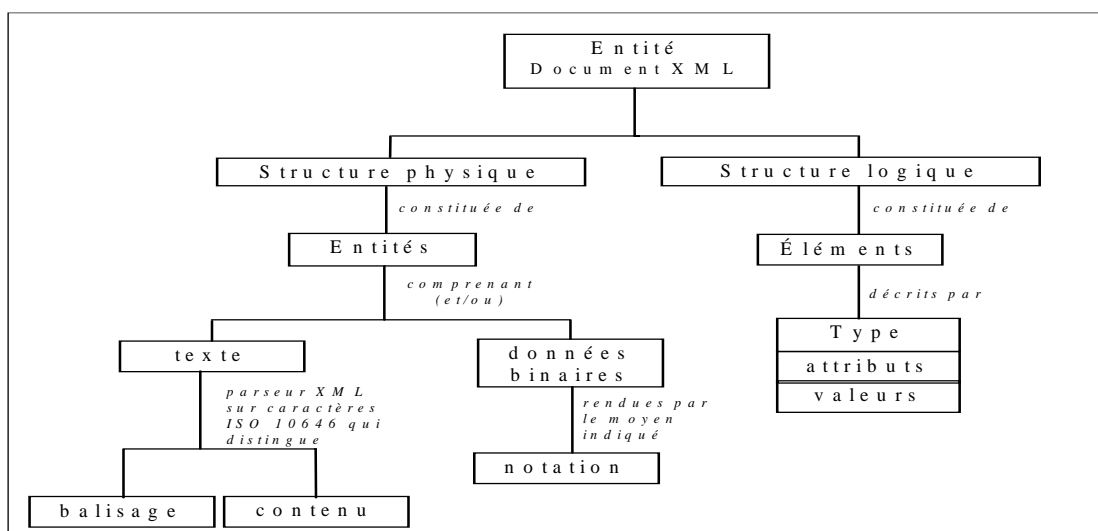 Entité
Document XML
Structure physique
Structure logique
constituée de
constituée de
Entités
Éléments
comprenant
(et/ou)
décrits par
texte
données
binaires
Type
attributs
valeurs
parseur XML
sur caractères
ISO 10646 qui
distingue
rendues par
le moyen
indiqué
notation
balisage
contenu